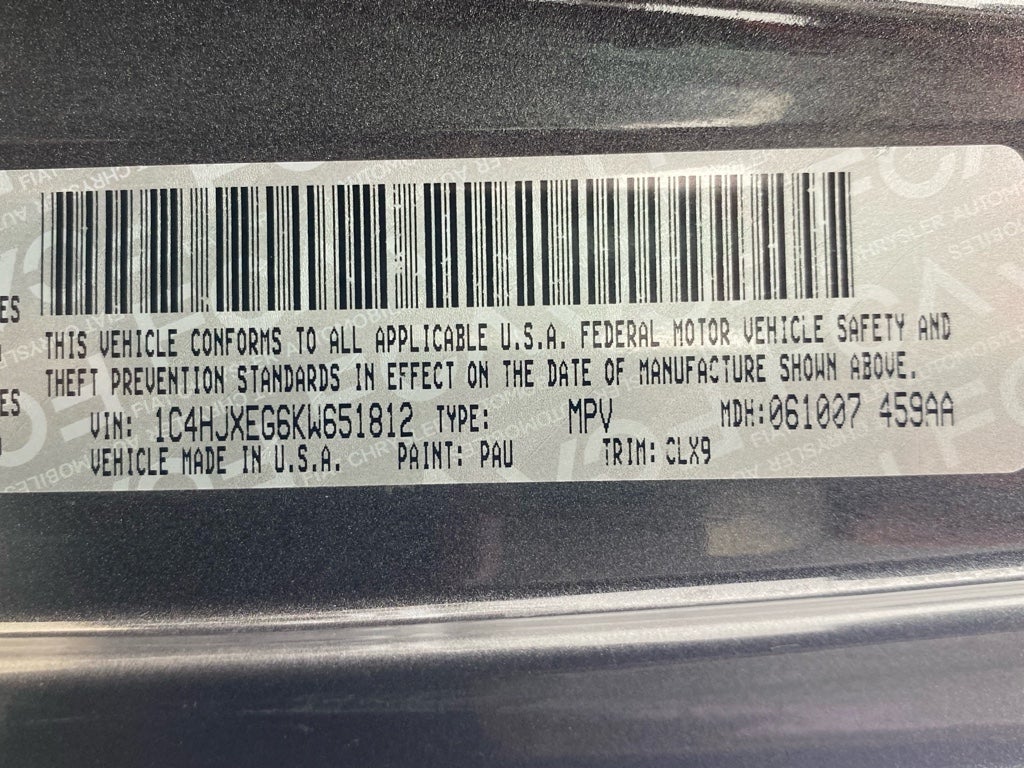 THIS VEHICLE CONFORMS TO ALL APPLICABLE U.S.A. FEDERAL MOTOR VEHICLE SAFETY AND
THEFT PREVENTION STANDARDS IN EFFECT ON THE DATE OF MANUFACTURE SHOWN ABOVE.
VIN: 1C4HJXEG6KW651812 TYPE: MPV MDH:061007 459AA
VEHICLE MADE IN U.S.A. PAINT: PAU TRIM: CLX9